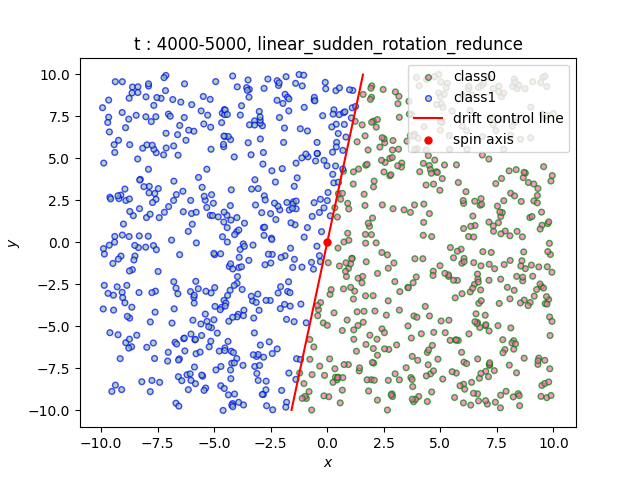 t : 4000-5000, linear_sudden_rotation_redunce
class0
class1
drift control line
spin axis
10.0
7.5
5.0
2.5
0.0
−2.5
−5.0
−7.5
−10.0
y
−10.0 −7.5 −5.0 −2.5 0.0 2.5 5.0 7.5 10.0
x